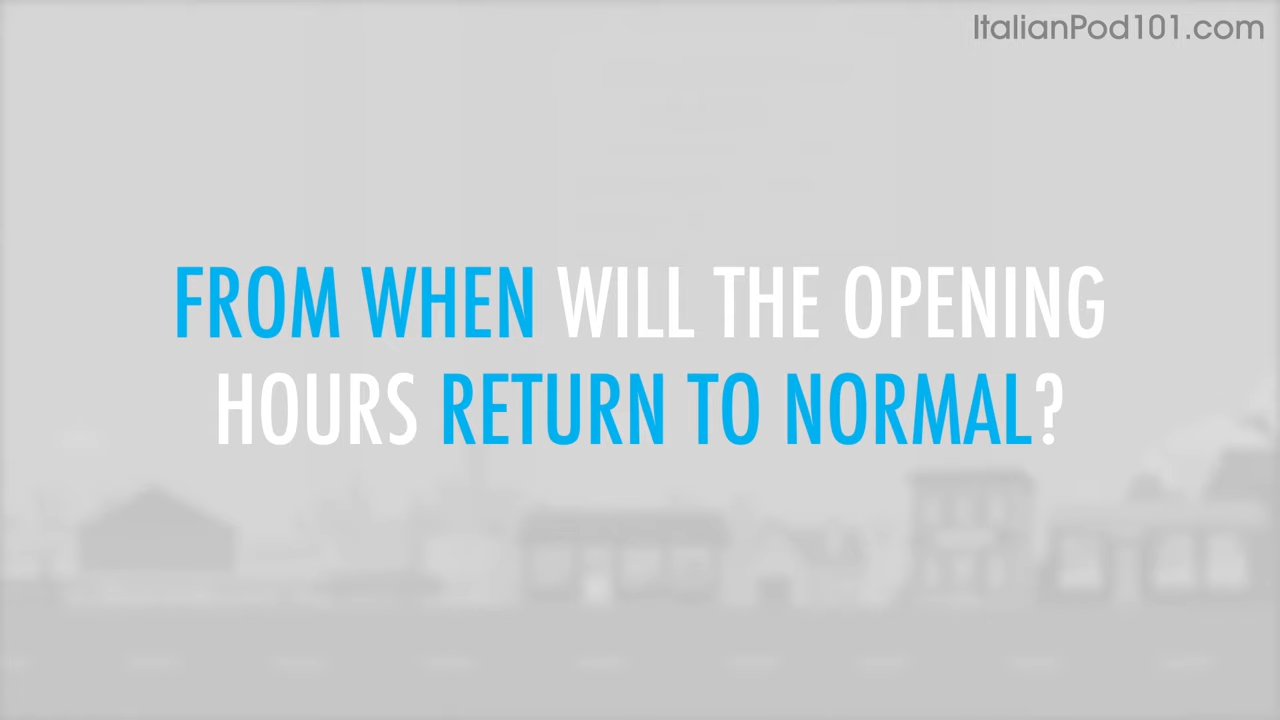 ItalianPod101.com
FROM WHEN WILL THE OPENING
HOURS RETURN TO NORMAL?